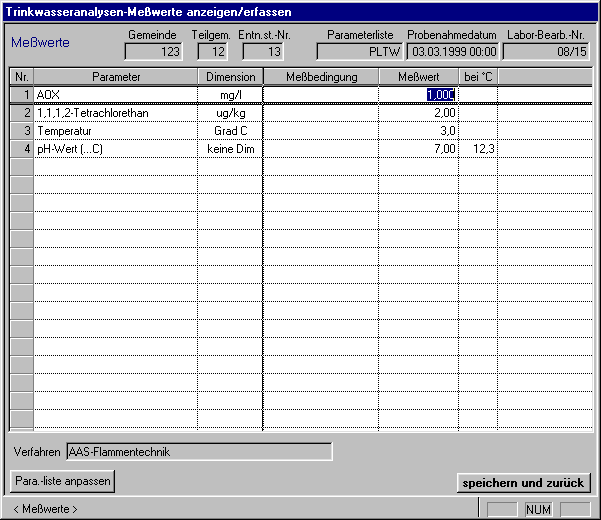 Trinkwasseranalysen-Meßwerte anzeigen/erfassen
Meßwerte
Gemeinde Teilgem. Entn.st.-Nr. Parameterliste Probenahmedatum Labor-Bearb.-Nr.
123 12 13 PLTW 03.03.1999 00:00 08/15
Nr. Parameter Dimension Meßbedingung Meßwert bei °C
1 AOX mg/l 1,000
2 1,1,1,2-Tetrachlorethan ug/kg 2,00
3 Temperatur Grad C 3,0
4 pH-Wert (...C) keine Dim 7,00 12,3
Verfahren AAS-Flammentechnik
Para.-liste anpassen speichern und zurück
< Meßwerte > NUM